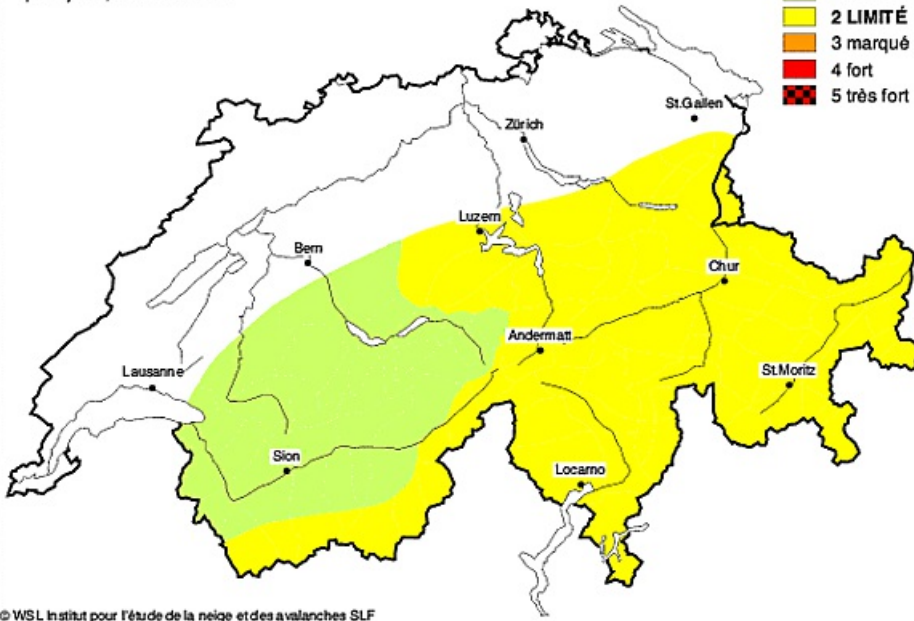 2 LIMITÉ
3 marqué
4 fort
5 très fort
St.Gallen
Zürich
Luzern
Bern
Chur
Andermatt
Lausanne
St.Moritz
Sion
Locarno
© WSL Institut pour l'étude de la neige et des avalanches SLF